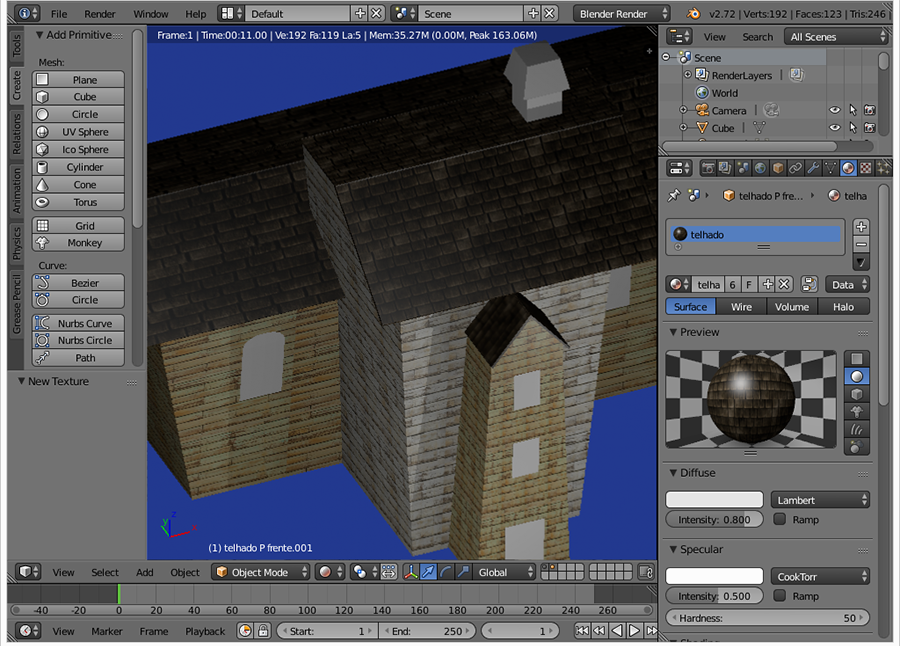 File Render Window Help Default Scene Blender Render v2.72 | Verts:192 | Faces:123 | Tris:246
Tools
Create
Relations
Animation
Physics
Grease Pencil
Add Primitive
Mesh:
Plane
Cube
Circle
UV Sphere
Ico Sphere
Cylinder
Cone
Torus
Grid
Monkey
Curve:
Bezier
Circle
Nurbs Curve
Nurbs Circle
Path
New Texture
Frame:1 | Time:00:11.00 | Ve:192 Fa:119 La:5 | Mem:35.27M (0.00M, Peak 163.06M)
z
y
(1) telhado P frente.001
View Select Add Object Object Mode Global
-40 -20 0 20 40 60 80 100 120 140 160 180 200 220 240 260
View Marker Frame Playback Start: 1 End: 250 1
View Search All Scenes
Scene
RenderLayers
World
Camera
Cube
telhado P fre... telha
telhado
telha 6 F Data
Surface Wire Volume Halo
Preview
Diffuse
Lambert
Intensity: 0.800 Ramp
Specular
CookTorr
Intensity: 0.500 Ramp
Hardness: 50